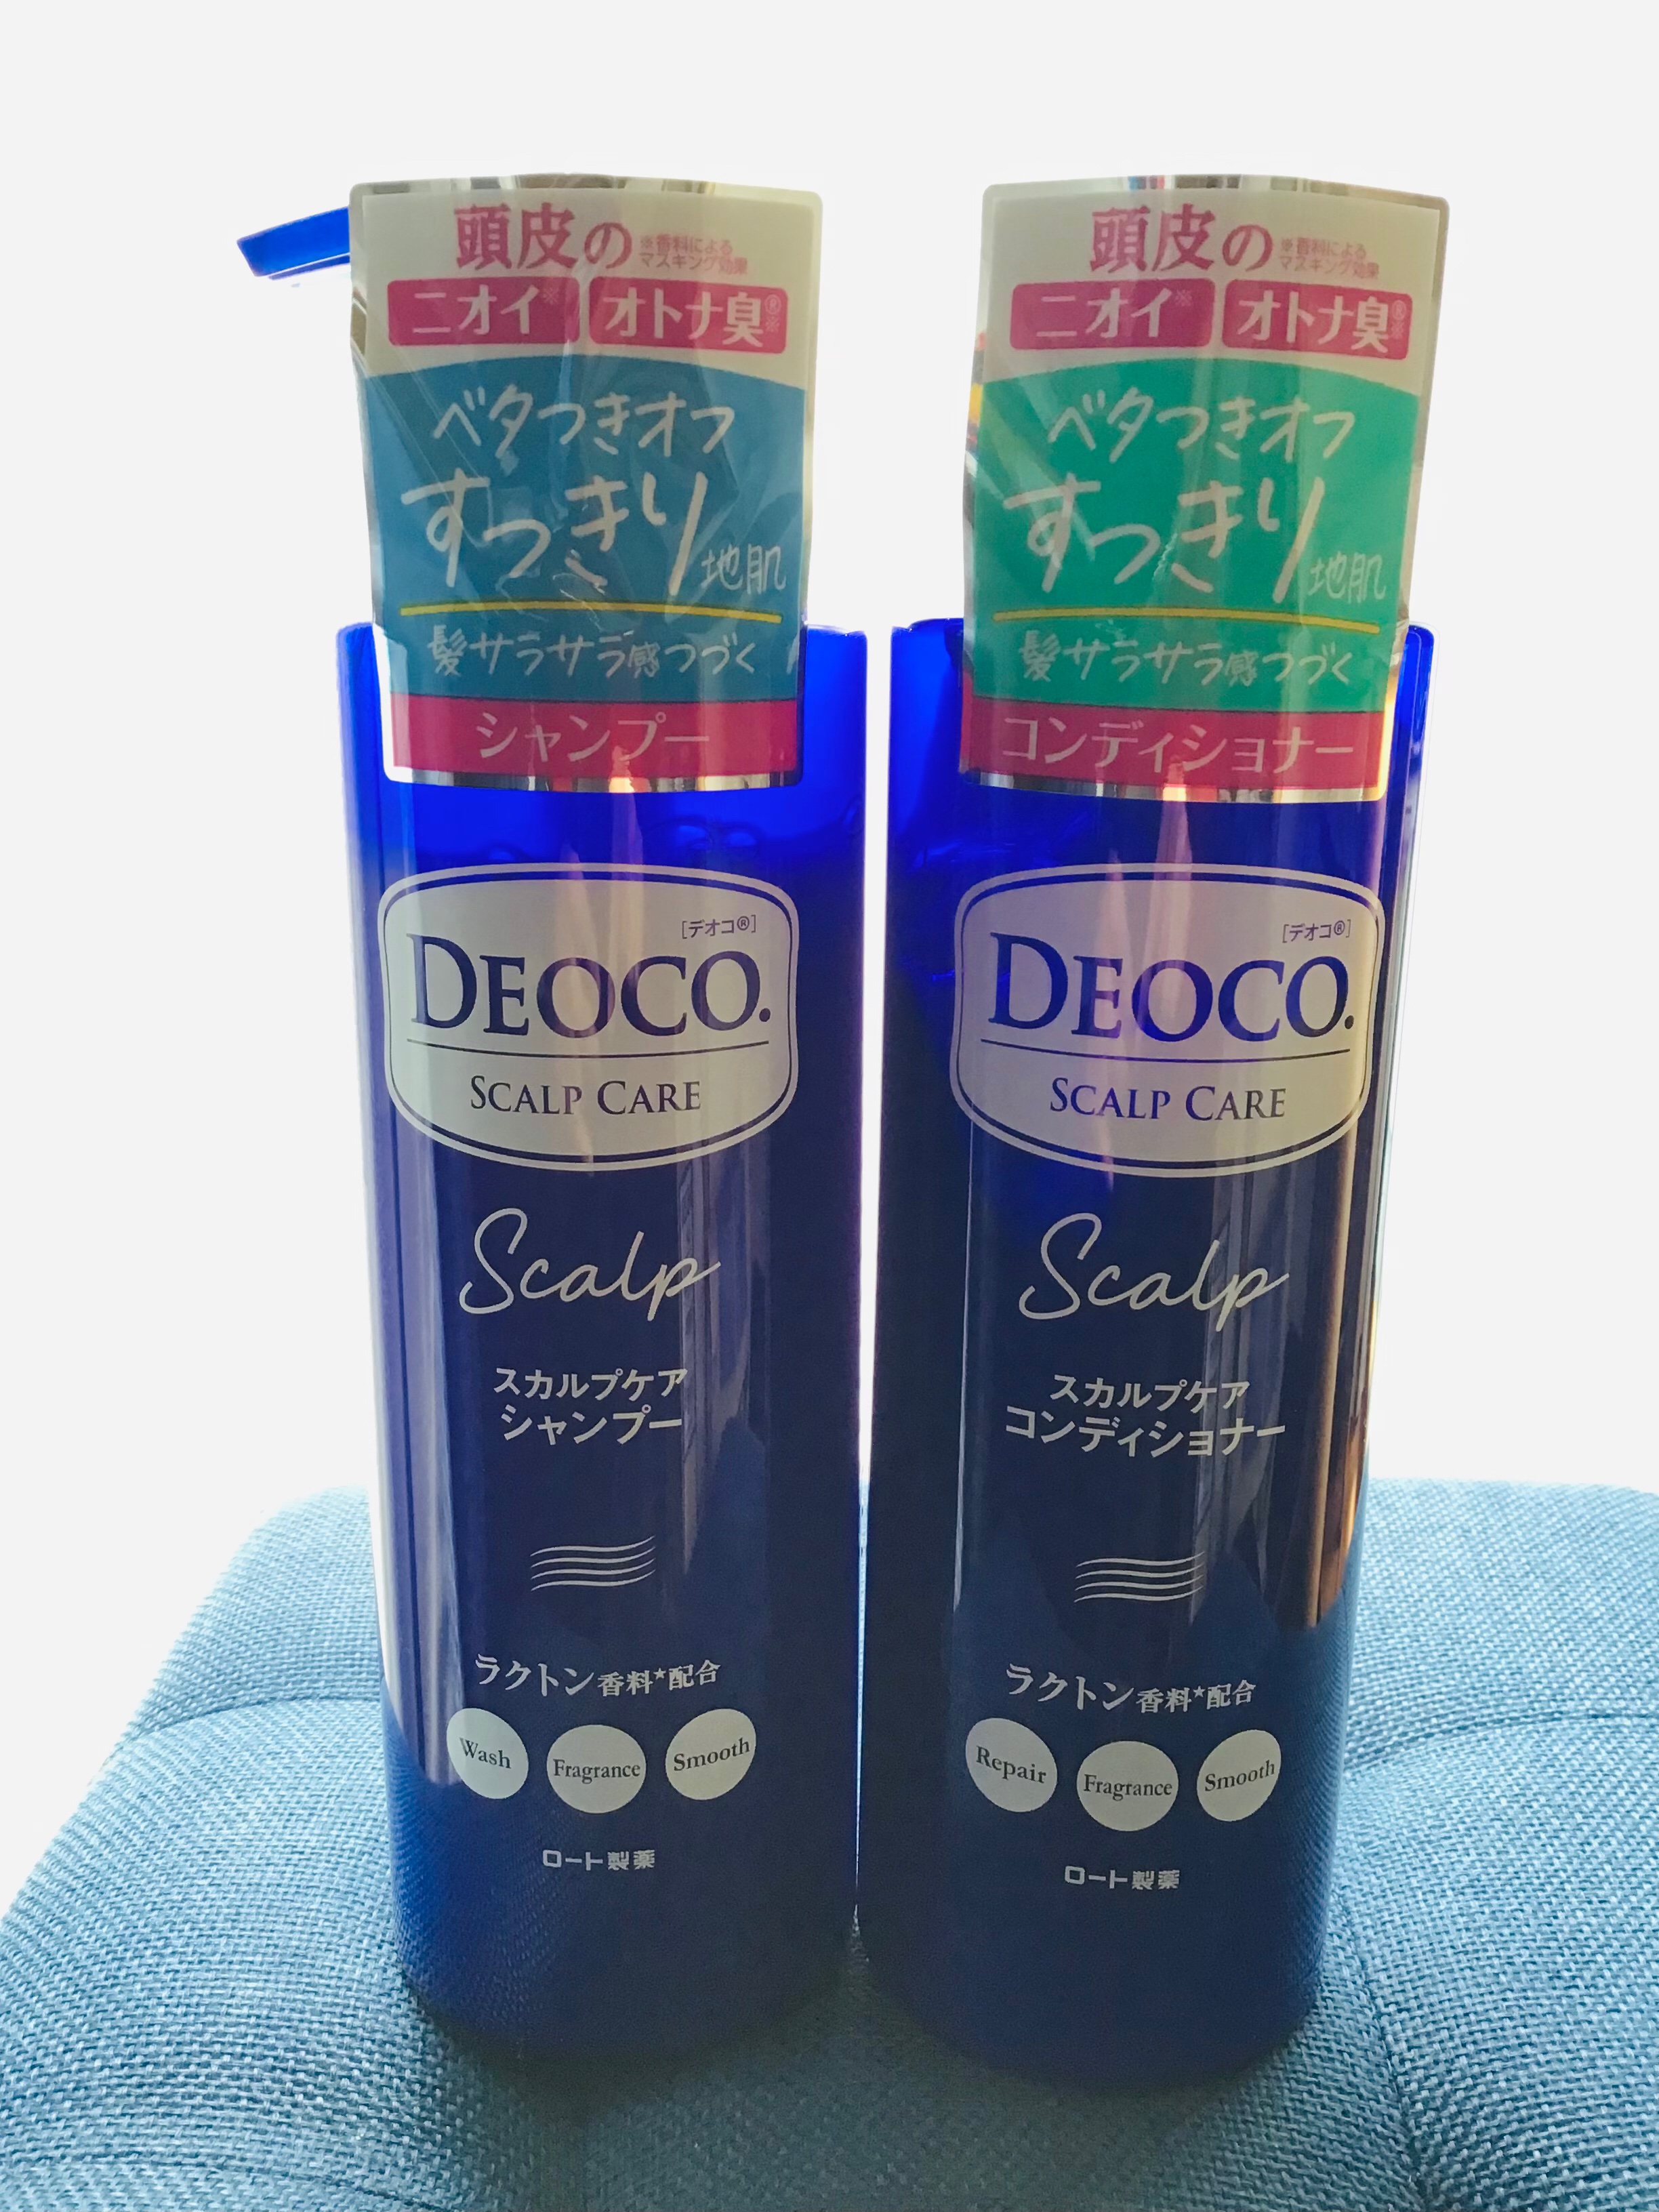 頭皮の ※香料による
マスキング効果
ニオイ※ オトナ臭®※
ベタつきオフ
すっきり地肌
髪サラサラ感つづく
シャンプー
[デオコ®]
DEOCO.
SCALP CARE
Scalp
スカルプケア
シャンプー
ラクトン香料★配合
Wash Fragrance Smooth
ロート製薬
頭皮の ※香料による
マスキング効果
ニオイ※ オトナ臭®※
ベタつきオフ
すっきり地肌
髪サラサラ感つづく
コンディショナー
[デオコ®]
DEOCO.
SCALP CARE
Scalp
スカルプケア
コンディショナー
ラクトン香料★配合
Repair Fragrance Smooth
ロート製薬